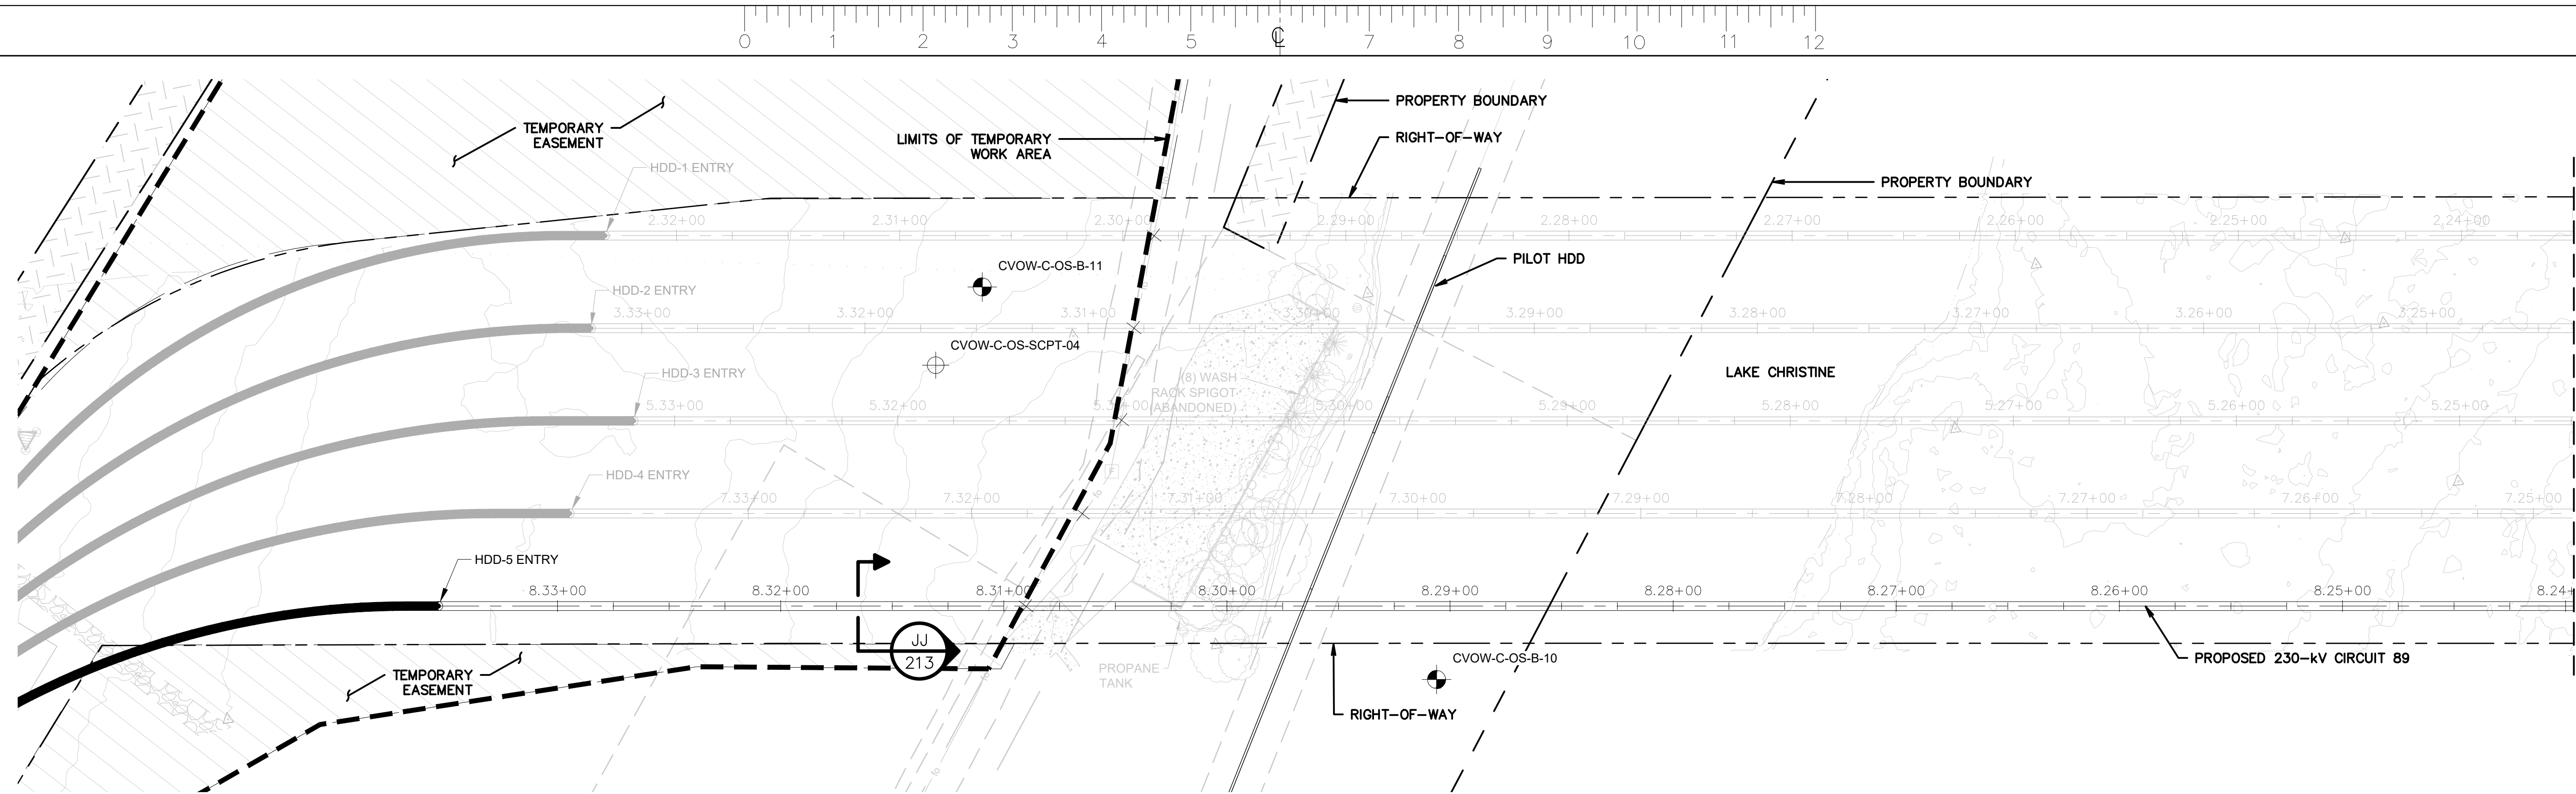 0 1 2 3 4 5 ℄ 7 8 9 10 11 12
PROPERTY BOUNDARY
TEMPORARY
EASEMENT
LIMITS OF TEMPORARY
WORK AREA
RIGHT-OF-WAY
HDD-1 ENTRY
PROPERTY BOUNDARY
2.32+00 2.31+00 2.30+00 2.29+00 2.28+00 2.27+00 2.26+00 2.25+00 2.24+00
CVOW-C-OS-B-11
PILOT HDD
HDD-2 ENTRY
3.33+00 3.32+00 3.31+00 3.30+00 3.29+00 3.28+00 3.27+00 3.26+00 3.25+00
CVOW-C-OS-SCPT-04
HDD-3 ENTRY
(8) WASH
RACK SPIGOT
(ABANDONED)
LAKE CHRISTINE
5.33+00 5.32+00 5.30+00 5.29+00 5.28+00 5.27+00 5.26+00 5.25+00
HDD-4 ENTRY
E
fo
7.33+00 7.32+00 7.31+00 7.30+00 7.29+00 7.28+00 7.27+00 7.26+00 7.25+00
HDD-5 ENTRY
8.33+00 8.32+00 8.31+00 8.30+00 8.29+00 8.28+00 8.27+00 8.26+00 8.25+00 8.24+
JJ
213
CVOW-C-OS-B-10
PROPOSED 230-kV CIRCUIT 89
TEMPORARY
EASEMENT
PROPANE
TANK
fo
RIGHT-OF-WAY
fo